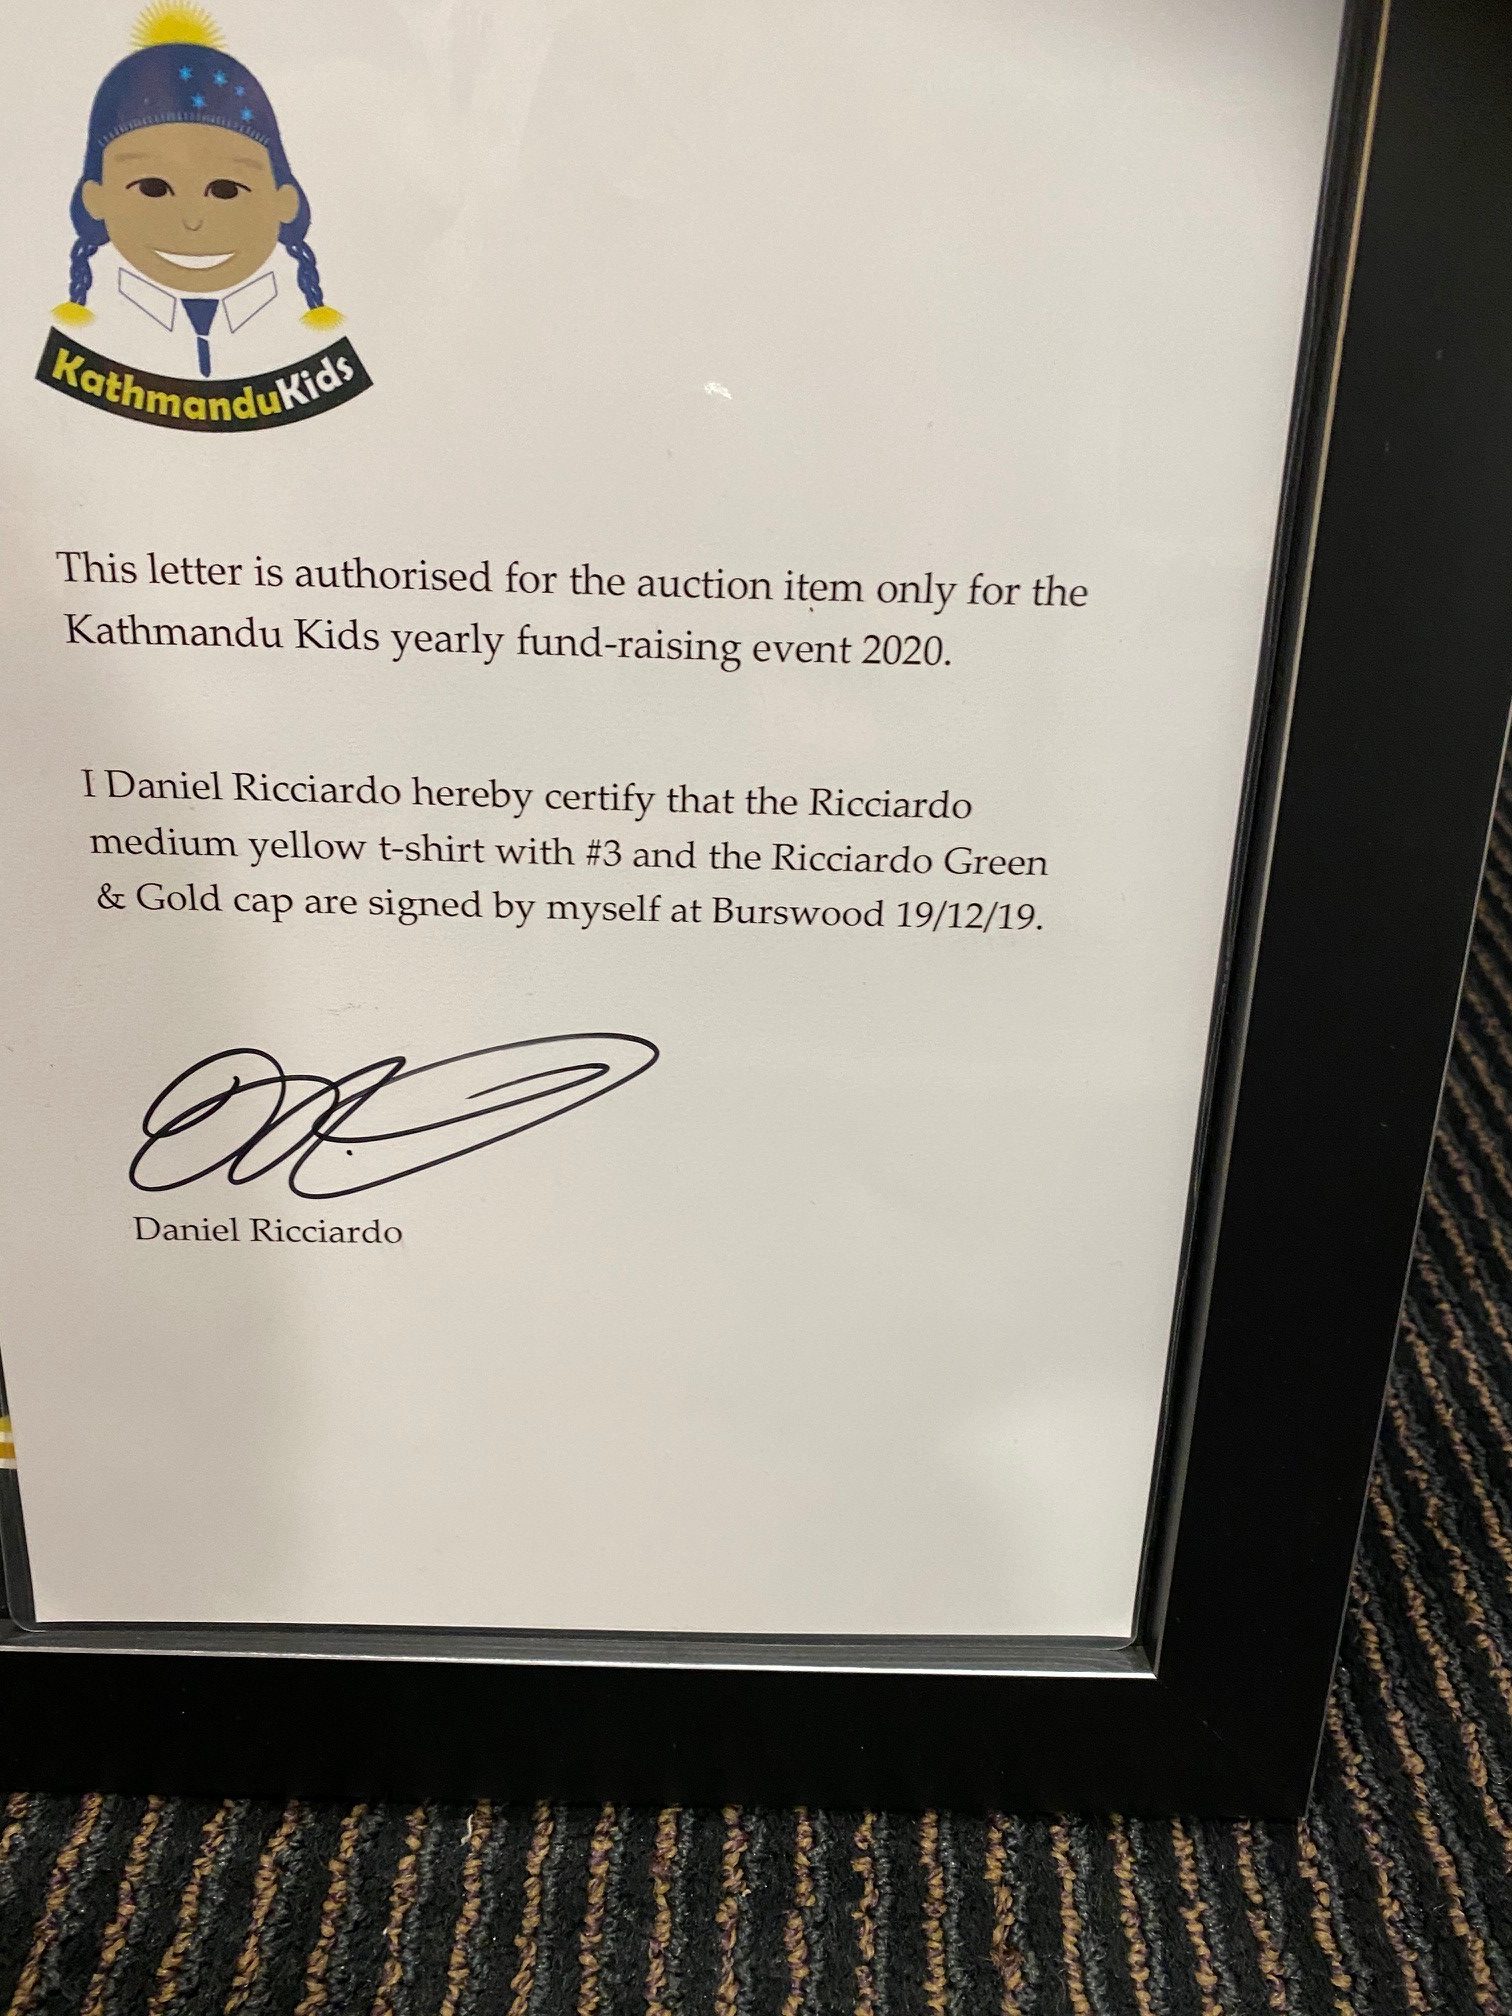 KathmanduKids
This letter is authorised for the auction item only for the
Kathmandu Kids yearly fund-raising event 2020.
I Daniel Ricciardo hereby certify that the Ricciardo
medium yellow t-shirt with #3 and the Ricciardo Green
& Gold cap are signed by myself at Burswood 19/12/19.
Daniel Ricciardo